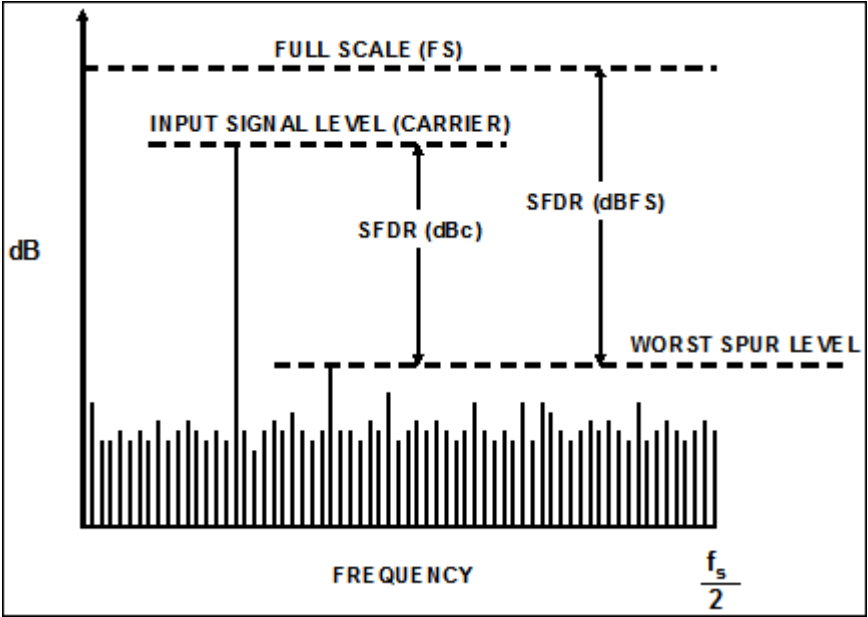 FULL SCALE (FS)
INPUT SIGNAL LEVEL (CARRIER)
SFDR (dBFS)
SFDR (dBc)
dB
WORST SPUR LEVEL
FREQUENCY
fs
2